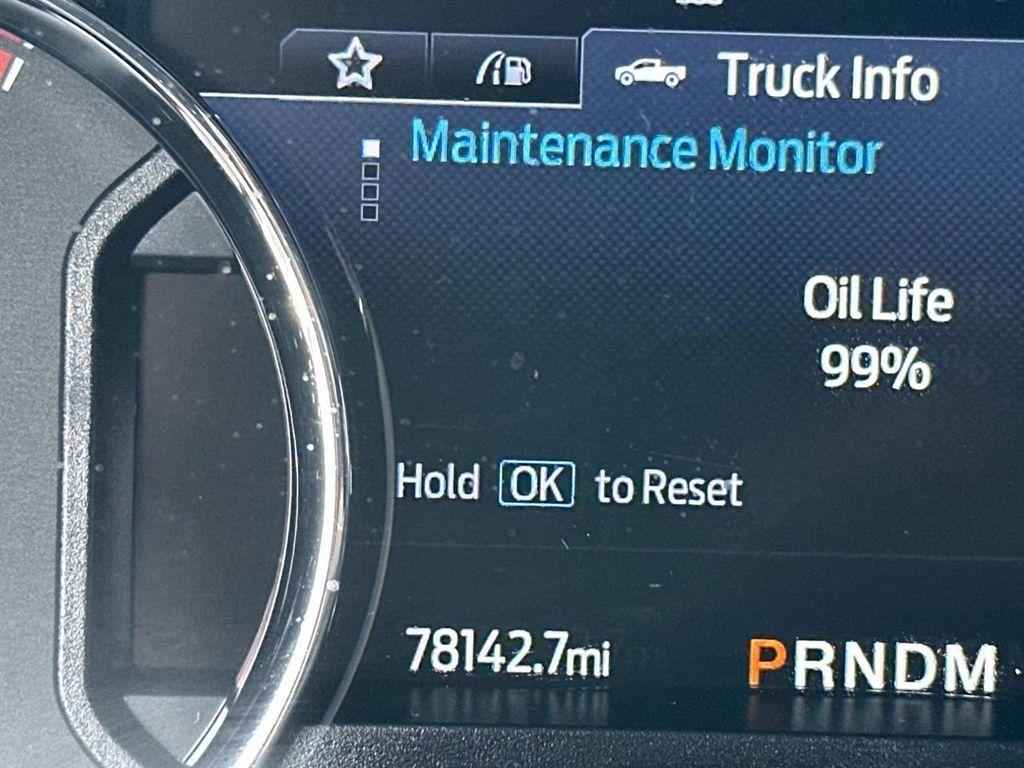 Truck Info
Maintenance Monitor
Oil Life
99%
Hold OK to Reset
78142.7mi
PRNDM